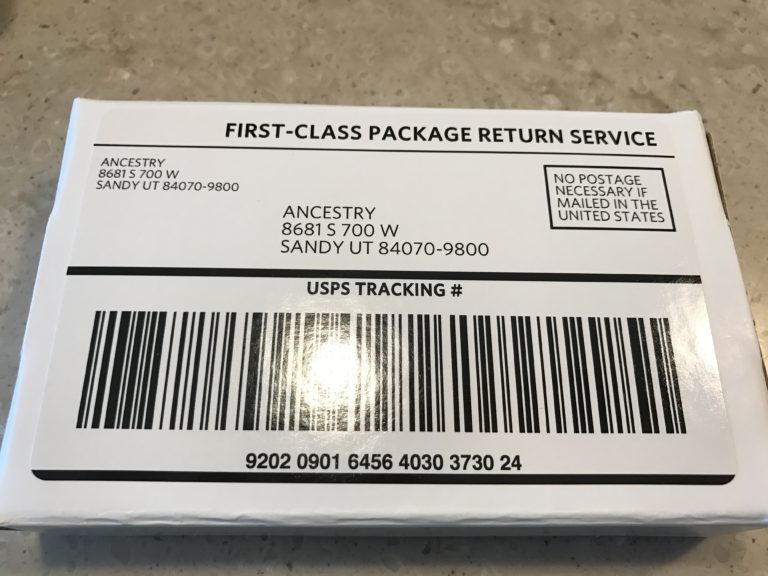 FIRST-CLASS PACKAGE RETURN SERVICE
ANCESTRY
8681 S 700 W
SANDY UT 84070-9800
NO POSTAGE
NECESSARY IF
MAILED IN THE
UNITED STATES
ANCESTRY
8681 S 700 W
SANDY UT 84070-9800
USPS TRACKING #
9202 0901 6456 4030 3730 24